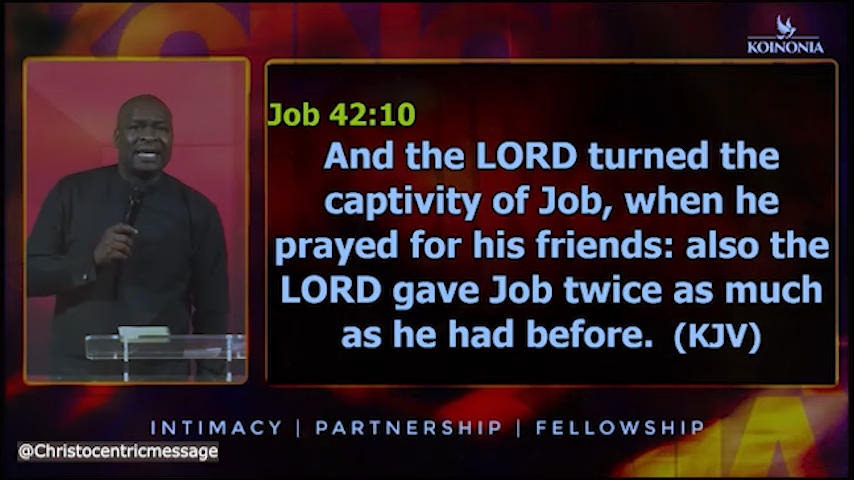 KOINONIA
Job 42:10
And the LORD turned the
captivity of Job, when he
prayed for his friends: also the
LORD gave Job twice as much
as he had before. (KJV)
INTIMACY | PARTNERSHIP | FELLOWSHIP
@Christocentricmessage